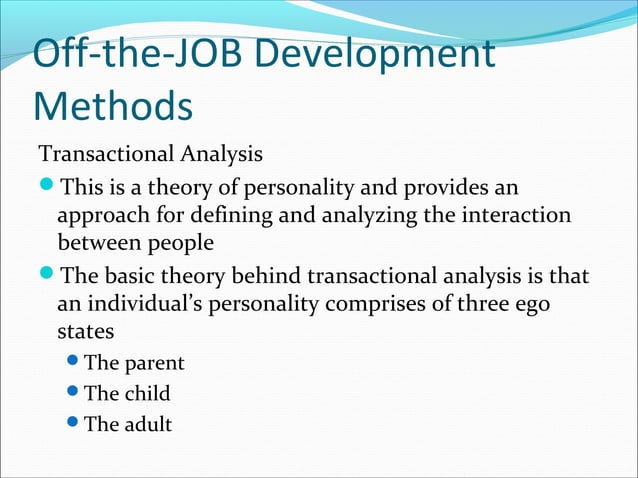 Off-the-JOB Development
Methods
Transactional Analysis
This is a theory of personality and provides an
approach for defining and analyzing the interaction
between people
The basic theory behind transactional analysis is that
an individual’s personality comprises of three ego
states
The parent
The child
The adult